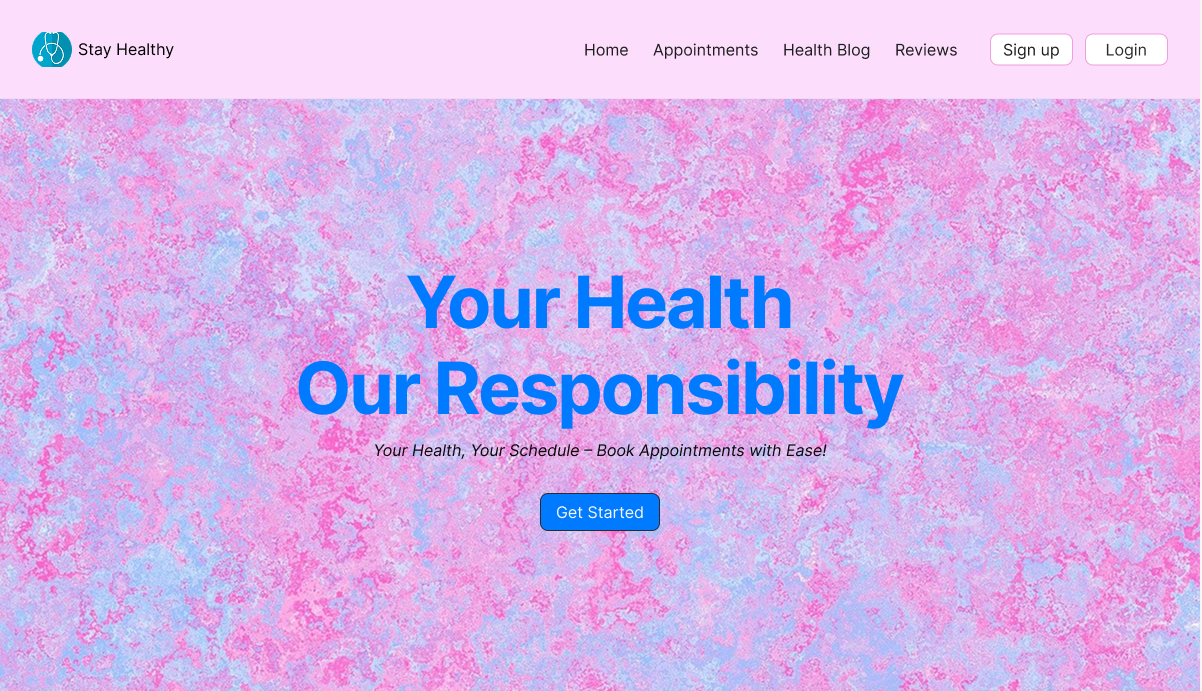 Stay Healthy
Home Appointments Health Blog Reviews Sign up Login
Your Health
Our Responsibility
Your Health, Your Schedule – Book Appointments with Ease!
Get Started